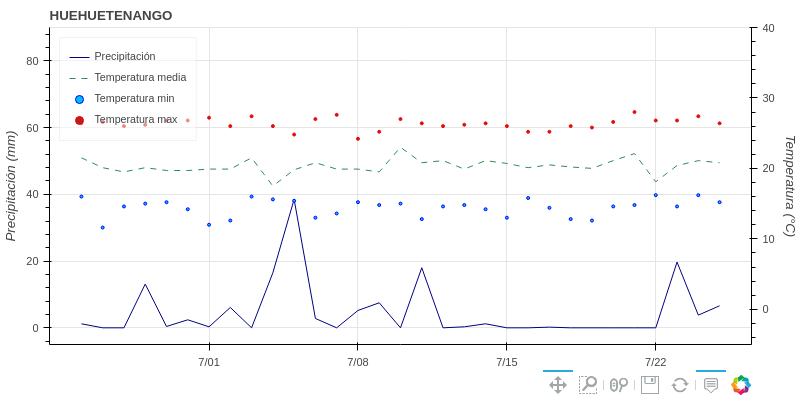 HUEHUETENANGO
Precipitación
Temperatura media
Temperatura min
Temperatura max
Precipitación (mm)
80
60
40
20
0
Temperatura (°C)
40
30
20
10
0
7/01
7/08
7/15
7/22